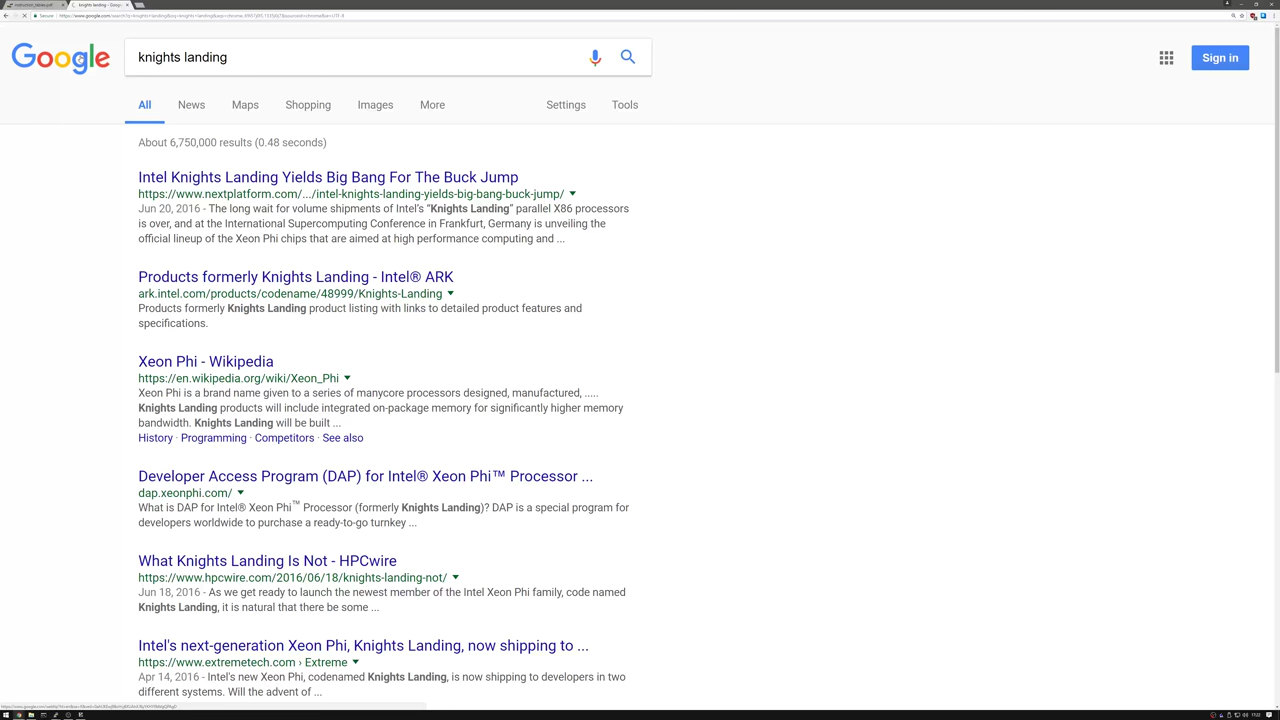 knights landing - Goog
Secure
Google
knights landing
Sign in
All News Maps Shopping Images More Settings Tools
About 6,750,000 results (0.48 seconds)
Intel Knights Landing Yields Big Bang For The Buck Jump
https://www.nextplatform.com/.../intel-knights-landing-yields-big-bang-buck-jump/
Jun 20, 2016 - The long wait for volume shipments of Intel's “Knights Landing” parallel X86 processors
is over, and at the International Supercomputing Conference in Frankfurt, Germany is unveiling the
official lineup of the Xeon Phi chips that are aimed at high performance computing and ...
Products formerly Knights Landing - Intel® ARK
ark.intel.com/products/codename/48999/Knights-Landing
Products formerly Knights Landing product listing with links to detailed product features and
specifications.
Xeon Phi - Wikipedia
https://en.wikipedia.org/wiki/Xeon_Phi
Xeon Phi is a brand name given to a series of manycore processors designed, manufactured, .....
Knights Landing products will include integrated on-package memory for significantly higher memory
bandwidth. Knights Landing will be built ...
History · Programming · Competitors · See also
Developer Access Program (DAP) for Intel® Xeon Phi™ Processor ...
dap.xeonphi.com/
What is DAP for Intel® Xeon Phi™ Processor (formerly Knights Landing)? DAP is a special program for
developers worldwide to purchase a ready-to-go turnkey ...
What Knights Landing Is Not - HPCwire
https://www.hpcwire.com/2016/06/18/knights-landing-not/
Jun 18, 2016 - As we get ready to launch the newest member of the Intel Xeon Phi family, code named
Knights Landing, it is natural that there be some ...
Intel's next-generation Xeon Phi, Knights Landing, now shipping to ...
https://www.extremetech.com › Extreme
Apr 14, 2016 - Intel's new Xeon Phi, codenamed Knights Landing, is now shipping to developers in two
different systems. Will the advent of ...